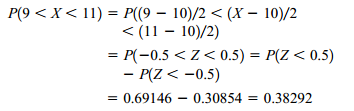 P(9 < X < 11) = P((9 − 10)/2 < (X − 10)/2
< (11 − 10)/2)
= P(−0.5 < Z < 0.5) = P(Z < 0.5)
− P(Z < −0.5)
= 0.69146 − 0.30854 = 0.38292